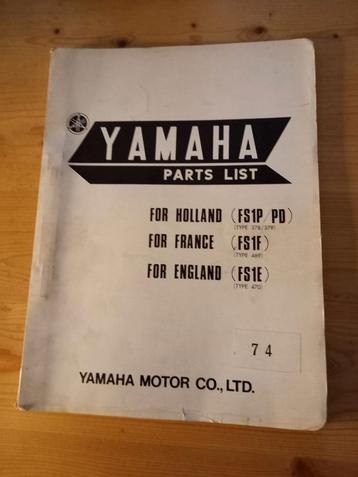 YAMAHA
PARTS LIST
FOR HOLLAND (FS1P/PD)
(TYPE 378/379)
FOR FRANCE (FS1F)
(TYPE 469)
FOR ENGLAND (FS1E)
(TYPE 470)
74
YAMAHA MOTOR CO., LTD.